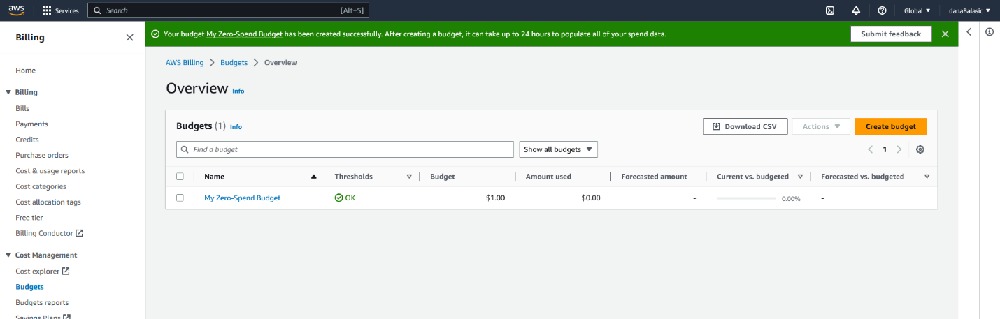 aws Services Search [Alt+S] Global ▼ danaBalasic ▼
Billing
Your budget My Zero-Spend Budget has been created successfully. After creating a budget, it can take up to 24 hours to populate all of your spend data. Submit feedback
Home
Billing
Bills
Payments
Credits
Purchase orders
Cost & usage reports
Cost categories
Cost allocation tags
Free tier
Billing Conductor
Cost Management
Cost explorer
Budgets
Budgets reports
Savings Plans
AWS Billing > Budgets > Overview
Overview Info
Budgets (1) Info Download CSV Actions ▼ Create budget
Find a budget Show all budgets ▼ < 1 >
Name Thresholds Budget Amount used Forecasted amount Current vs. budgeted Forecasted vs. budgeted
My Zero-Spend Budget OK $1.00 $0.00 - 0.00% -